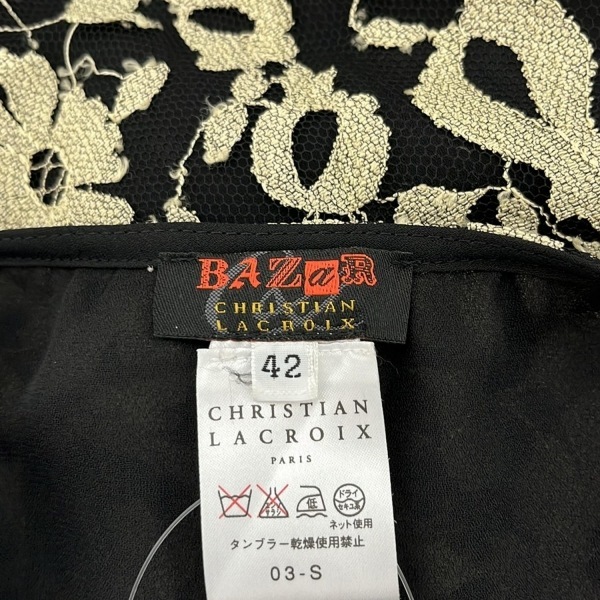 BAZaR
CHRISTIAN
LACROIX
42
CHRISTIAN
LACROIX
PARIS
低
ドライ
セキユ系
ネット使用
タンブラー乾燥使用禁止
03-S